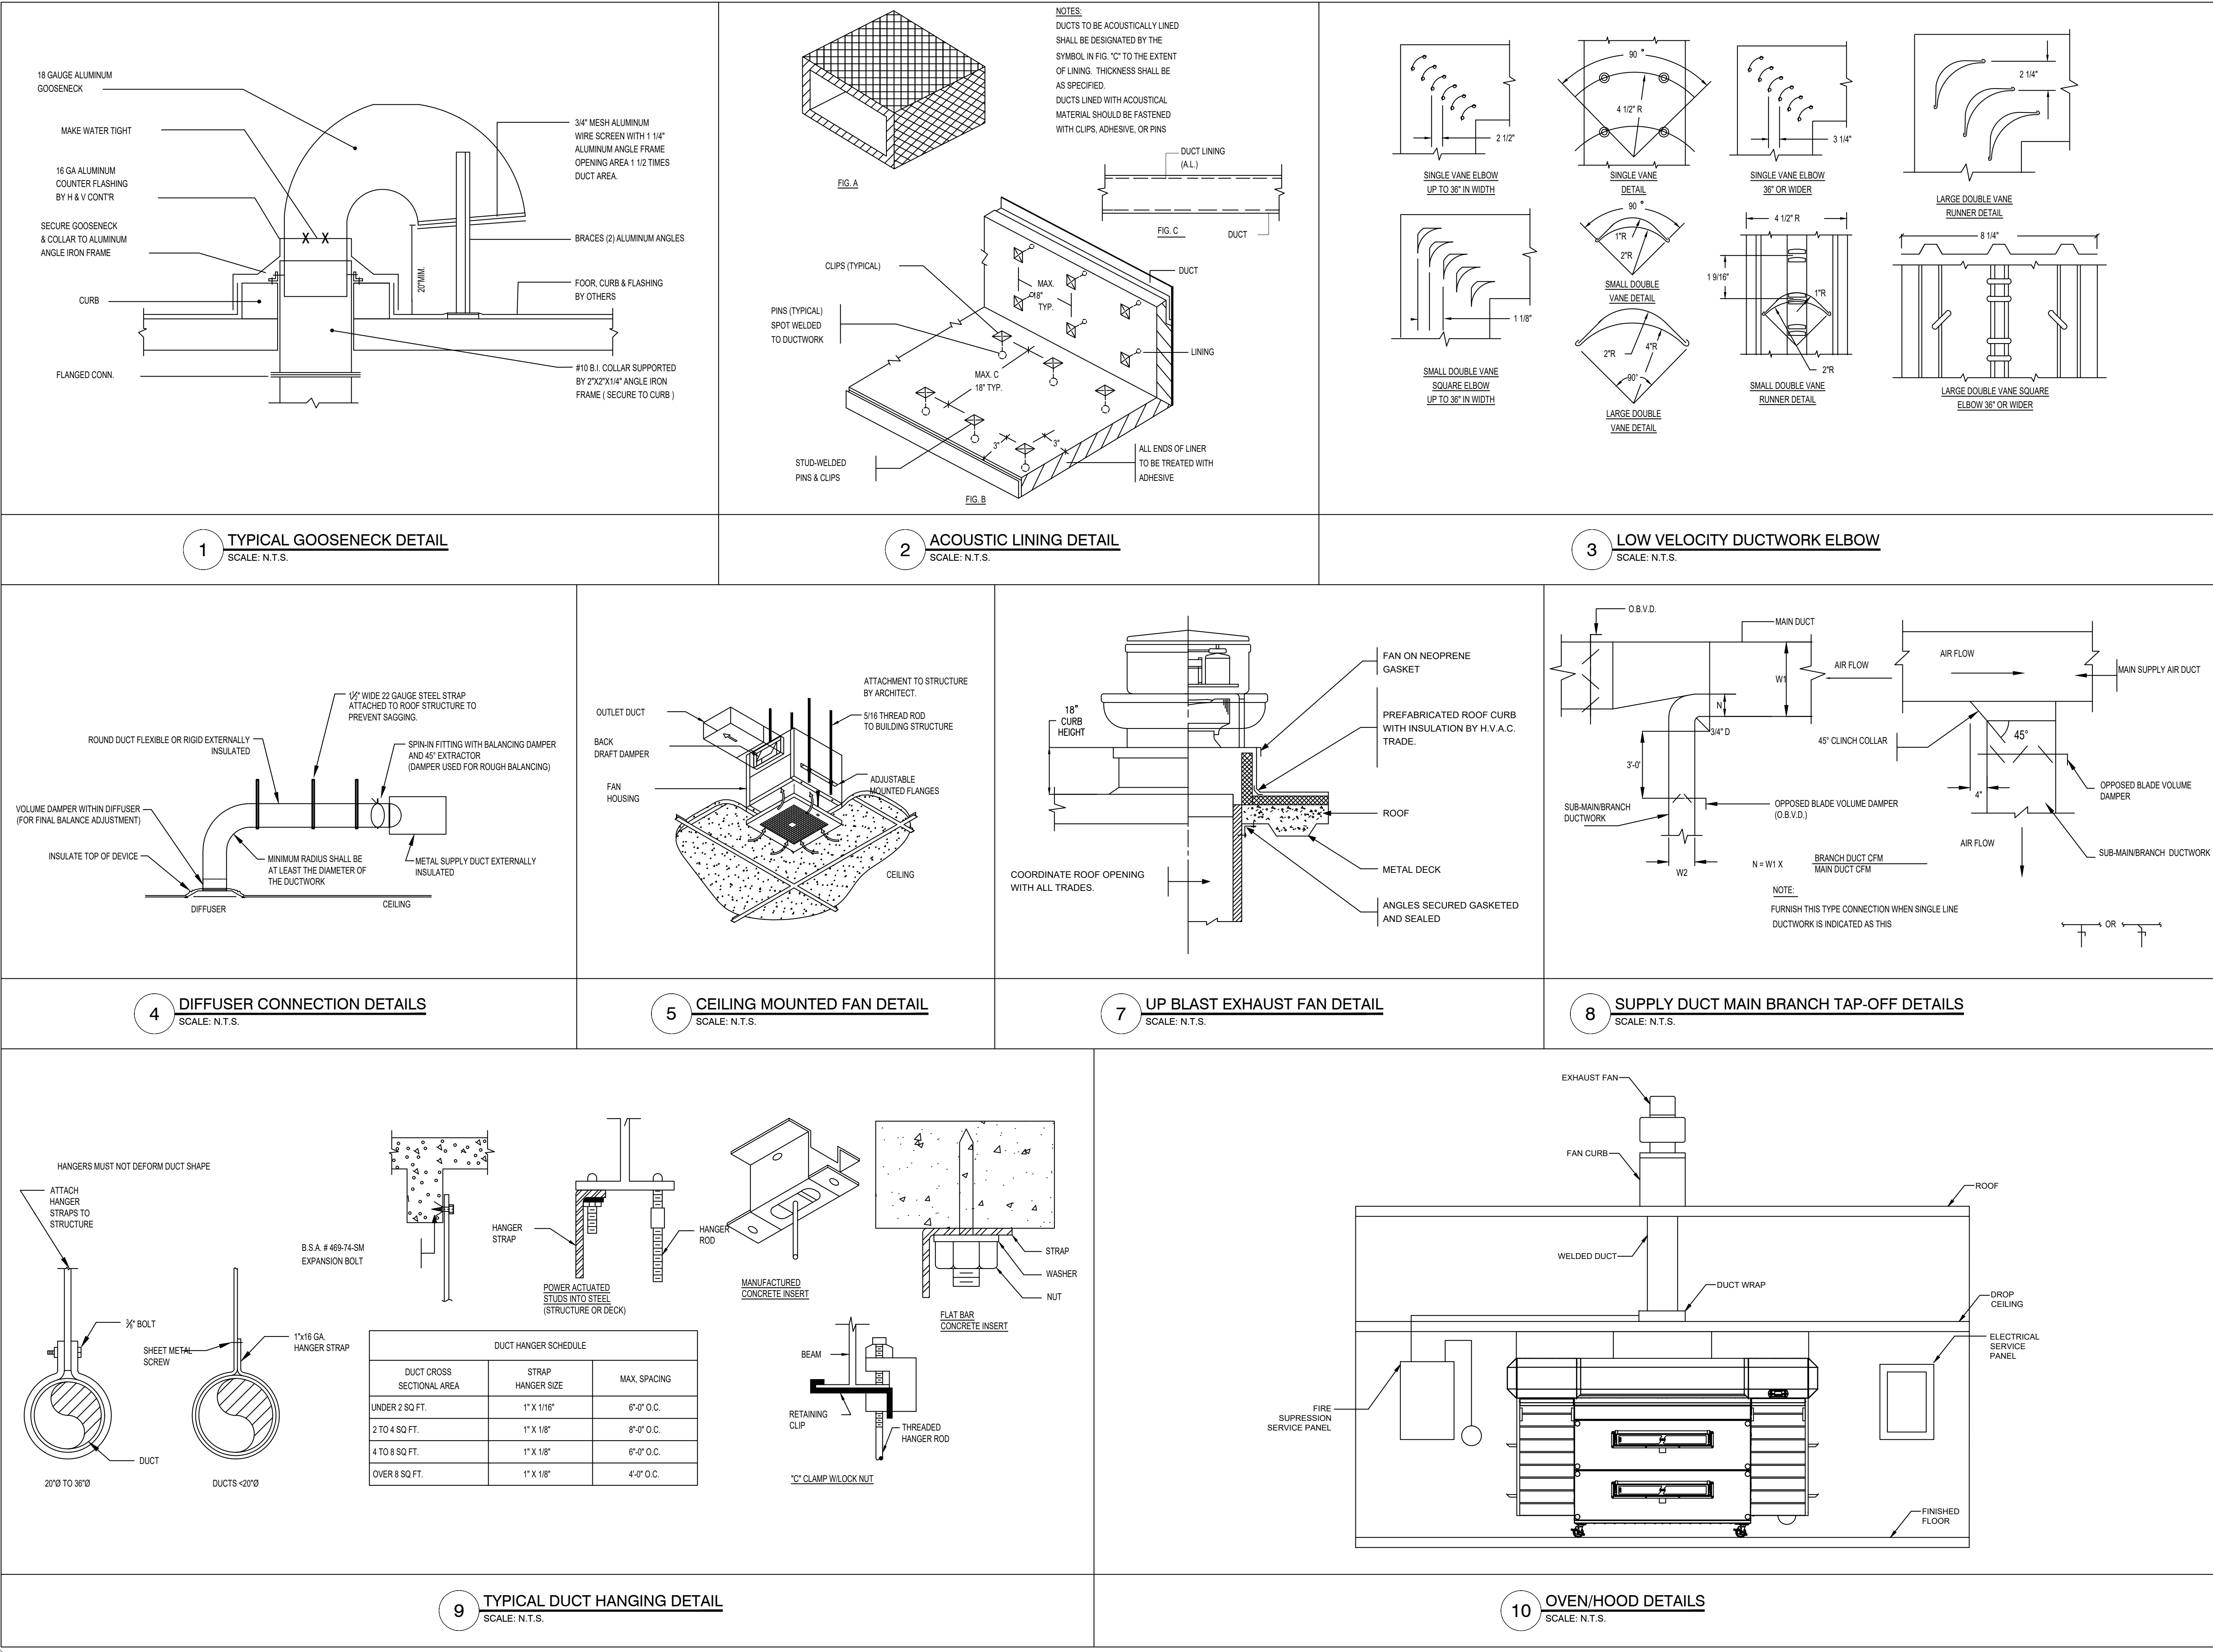 18 GAUGE ALUMINUM
GOOSENECK
MAKE WATER TIGHT
16 GA ALUMINUM
COUNTER FLASHING
BY H & V CONT'R
SECURE GOOSENECK
& COLLAR TO ALUMINUM
ANGLE IRON FRAME
CURB
FLANGED CONN.
3/4" MESH ALUMINUM
WIRE SCREEN WITH 1 1/4"
ALUMINUM ANGLE FRAME
OPENING AREA 1 1/2 TIMES
DUCT AREA.
BRACES (2) ALUMINUM ANGLES
20"MIM.
FOOR, CURB & FLASHING
BY OTHERS
#10 B.I. COLLAR SUPPORTED
BY 2"X2"X1/4" ANGLE IRON
FRAME ( SECURE TO CURB )
1
TYPICAL GOOSENECK DETAIL
SCALE: N.T.S.
NOTES:
DUCTS TO BE ACOUSTICALLY LINED
SHALL BE DESIGNATED BY THE
SYMBOL IN FIG. "C" TO THE EXTENT
OF LINING. THICKNESS SHALL BE
AS SPECIFIED.
DUCTS LINED WITH ACOUSTICAL
MATERIAL SHOULD BE FASTENED
WITH CLIPS, ADHESIVE, OR PINS
FIG. A
DUCT LINING
(A.L.)
FIG. C
DUCT
CLIPS (TYPICAL)
DUCT
MAX.
18"
TYP.
PINS (TYPICAL)
SPOT WELDED
TO DUCTWORK
LINING
MAX. C
18" TYP.
3"
3"
STUD-WELDED
PINS & CLIPS
ALL ENDS OF LINER
TO BE TREATED WITH
ADHESIVE
FIG. B
2
ACOUSTIC LINING DETAIL
SCALE: N.T.S.
2 1/2"
SINGLE VANE ELBOW
UP TO 36" IN WIDTH
90 °
4 1/2" R
SINGLE VANE
DETAIL
3 1/4"
SINGLE VANE ELBOW
36" OR WIDER
2 1/4"
LARGE DOUBLE VANE
RUNNER DETAIL
1 1/8"
SMALL DOUBLE VANE
SQUARE ELBOW
UP TO 36" IN WIDTH
90 °
1"R
2"R
SMALL DOUBLE
VANE DETAIL
2"R
4"R
90°
LARGE DOUBLE
VANE DETAIL
4 1/2" R
1 9/16"
1"R
2"R
SMALL DOUBLE VANE
RUNNER DETAIL
8 1/4"
LARGE DOUBLE VANE SQUARE
ELBOW 36" OR WIDER
3
LOW VELOCITY DUCTWORK ELBOW
SCALE: N.T.S.
1½" WIDE 22 GAUGE STEEL STRAP
ATTACHED TO ROOF STRUCTURE TO
PREVENT SAGGING.
ROUND DUCT FLEXIBLE OR RIGID EXTERNALLY
INSULATED
SPIN-IN FITTING WITH BALANCING DAMPER
AND 45° EXTRACTOR
(DAMPER USED FOR ROUGH BALANCING)
VOLUME DAMPER WITHIN DIFFUSER
(FOR FINAL BALANCE ADJUSTMENT)
INSULATE TOP OF DEVICE
MINIMUM RADIUS SHALL BE
AT LEAST THE DIAMETER OF
THE DUCTWORK
METAL SUPPLY DUCT EXTERNALLY
INSULATED
DIFFUSER
CEILING
4
DIFFUSER CONNECTION DETAILS
SCALE: N.T.S.
OUTLET DUCT
BACK
DRAFT DAMPER
FAN
HOUSING
ATTACHMENT TO STRUCTURE
BY ARCHITECT.
5/16 THREAD ROD
TO BUILDING STRUCTURE
ADJUSTABLE
MOUNTED FLANGES
CEILING
5
CEILING MOUNTED FAN DETAIL
SCALE: N.T.S.
18"
CURB
HEIGHT
FAN ON NEOPRENE
GASKET
PREFABRICATED ROOF CURB
WITH INSULATION BY H.V.A.C.
TRADE.
ROOF
METAL DECK
COORDINATE ROOF OPENING
WITH ALL TRADES.
ANGLES SECURED GASKETED
AND SEALED
7
UP BLAST EXHAUST FAN DETAIL
SCALE: N.T.S.
O.B.V.D.
MAIN DUCT
W1
AIR FLOW
N
3/4" D
3'-0'
SUB-MAIN/BRANCH
DUCTWORK
OPPOSED BLADE VOLUME DAMPER
(O.B.V.D.)
W2
N = W1 X
BRANCH DUCT CFM
MAIN DUCT CFM
NOTE:
FURNISH THIS TYPE CONNECTION WHEN SINGLE LINE
DUCTWORK IS INDICATED AS THIS
OR
AIR FLOW
MAIN SUPPLY AIR DUCT
45° CLINCH COLLAR
45°
4"
OPPOSED BLADE VOLUME
DAMPER
AIR FLOW
SUB-MAIN/BRANCH DUCTWORK
8
SUPPLY DUCT MAIN BRANCH TAP-OFF DETAILS
SCALE: N.T.S.
HANGERS MUST NOT DEFORM DUCT SHAPE
ATTACH
HANGER
STRAPS TO
STRUCTURE
⅜" BOLT
DUCT
20"Ø TO 36"Ø
SHEET METAL
SCREW
1"x16 GA.
HANGER STRAP
DUCTS <20"Ø
B.S.A. # 469-74-SM
EXPANSION BOLT
HANGER
STRAP
HANGER
ROD
POWER ACTUATED
STUDS INTO STEEL
(STRUCTURE OR DECK)
MANUFACTURED
CONCRETE INSERT
STRAP
WASHER
NUT
FLAT BAR
CONCRETE INSERT
DUCT HANGER SCHEDULE
DUCT CROSS
SECTIONAL AREA
STRAP
HANGER SIZE
MAX, SPACING
UNDER 2 SQ FT. 1" X 1/16" 6"-0" O.C.
2 TO 4 SQ FT. 1" X 1/8" 8"-0" O.C.
4 TO 8 SQ FT. 1" X 1/8" 6"-0" O.C.
OVER 8 SQ FT. 1" X 1/8" 4'-0" O.C.
BEAM
RETAINING
CLIP
THREADED
HANGER ROD
"C" CLAMP W/LOCK NUT
9
TYPICAL DUCT HANGING DETAIL
SCALE: N.T.S.
EXHAUST FAN
FAN CURB
ROOF
WELDED DUCT
DUCT WRAP
DROP
CEILING
ELECTRICAL
SERVICE
PANEL
FIRE
SUPRESSION
SERVICE PANEL
FINISHED
FLOOR
10
OVEN/HOOD DETAILS
SCALE: N.T.S.